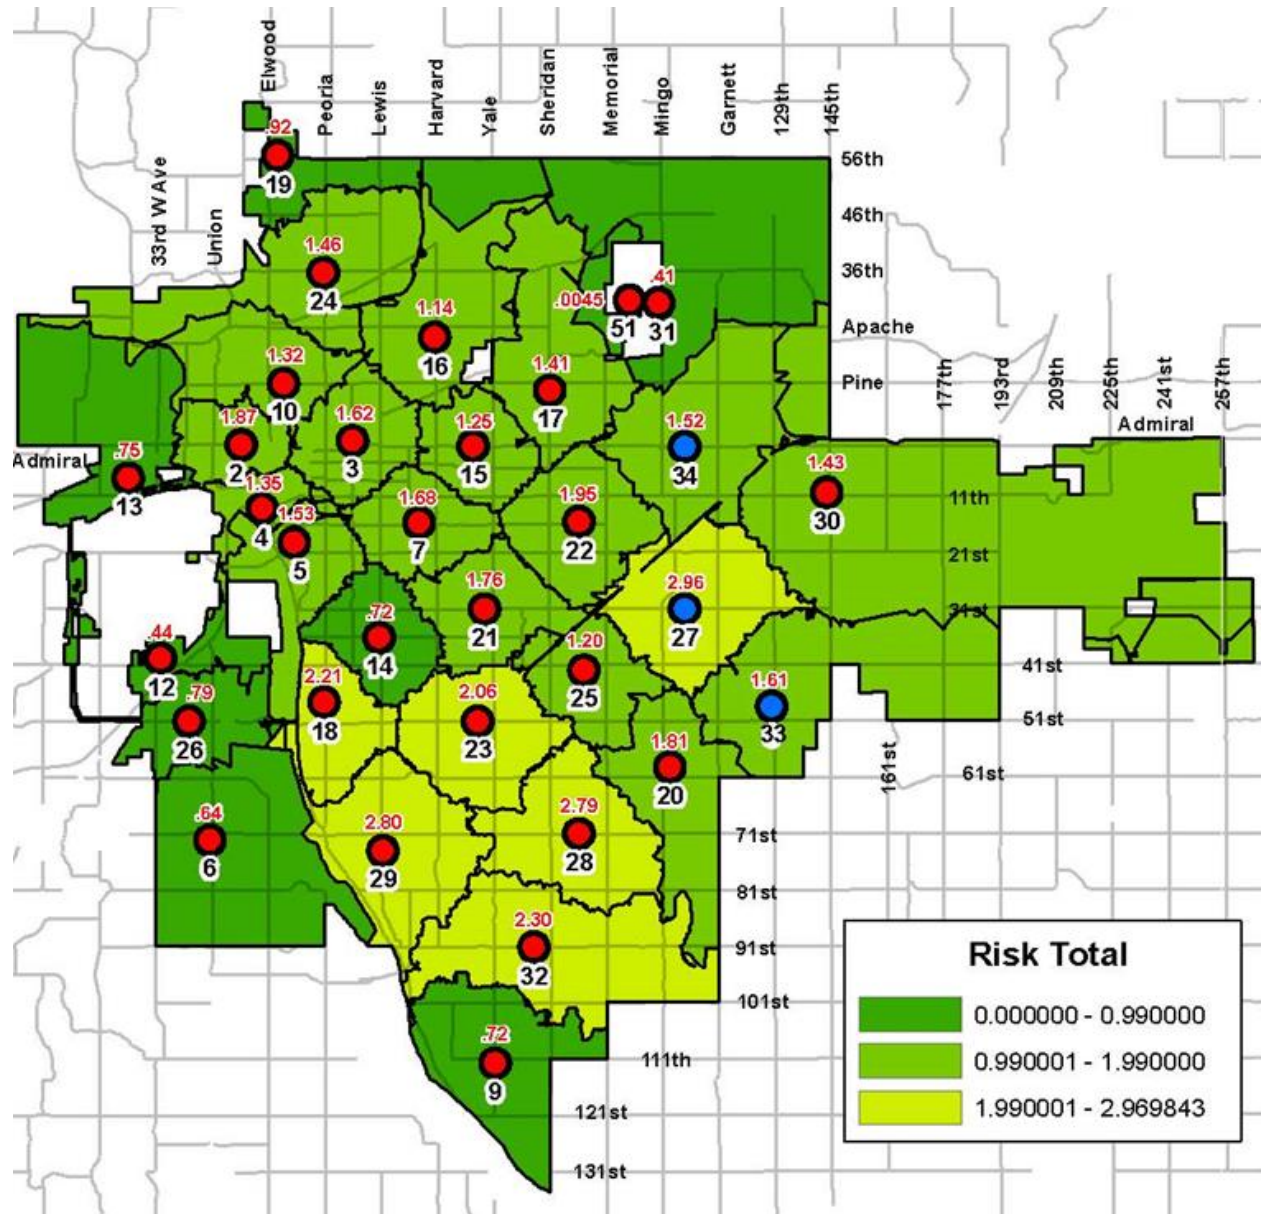 Elwood
Peoria
Lewis
Harvard
Yale
Sheridan
Memorial
Mingo
Garnett
129th
145th
33rd W Ave
Union
.92
19
56th
46th
1.46
24
36th
.0045
51
.41
31
1.14
16
Apache
1.32
10
1.41
17
Pine
177th
193rd
209th
225th
241st
257th
1.87
2
1.62
3
1.25
15
1.52
34
Admiral
Admiral
.75
13
1.35
4
1.53
5
1.68
7
1.95
22
1.43
30
11th
21st
31st
.72
14
1.76
21
2.96
27
.44
12
1.20
25
41st
.79
26
2.21
18
2.06
23
1.61
33
51st
1.81
20
161st
61st
.64
6
2.80
29
2.79
28
71st
81st
2.30
32
91st
101st
.72
9
111th
121st
131st
Risk Total
0.000000 - 0.990000
0.990001 - 1.990000
1.990001 - 2.969843